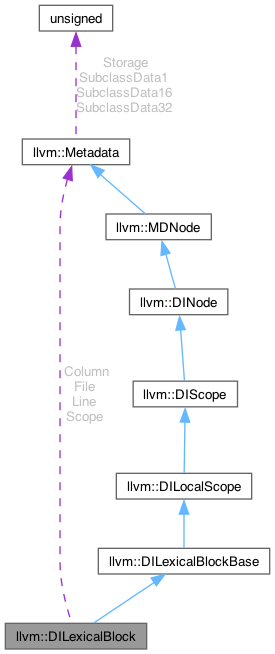 unsigned
Storage
SubclassData1
SubclassData16
SubclassData32
llvm::Metadata
llvm::MDNode
llvm::DINode
llvm::DIScope
Column
File
Line
Scope
llvm::DILocalScope
llvm::DILexicalBlockBase
llvm::DILexicalBlock